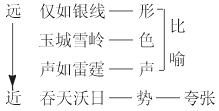 远 仅如银线—形
玉城雪岭—色
声如雷霆—声
比喻
近 吞天沃日—势—夸张